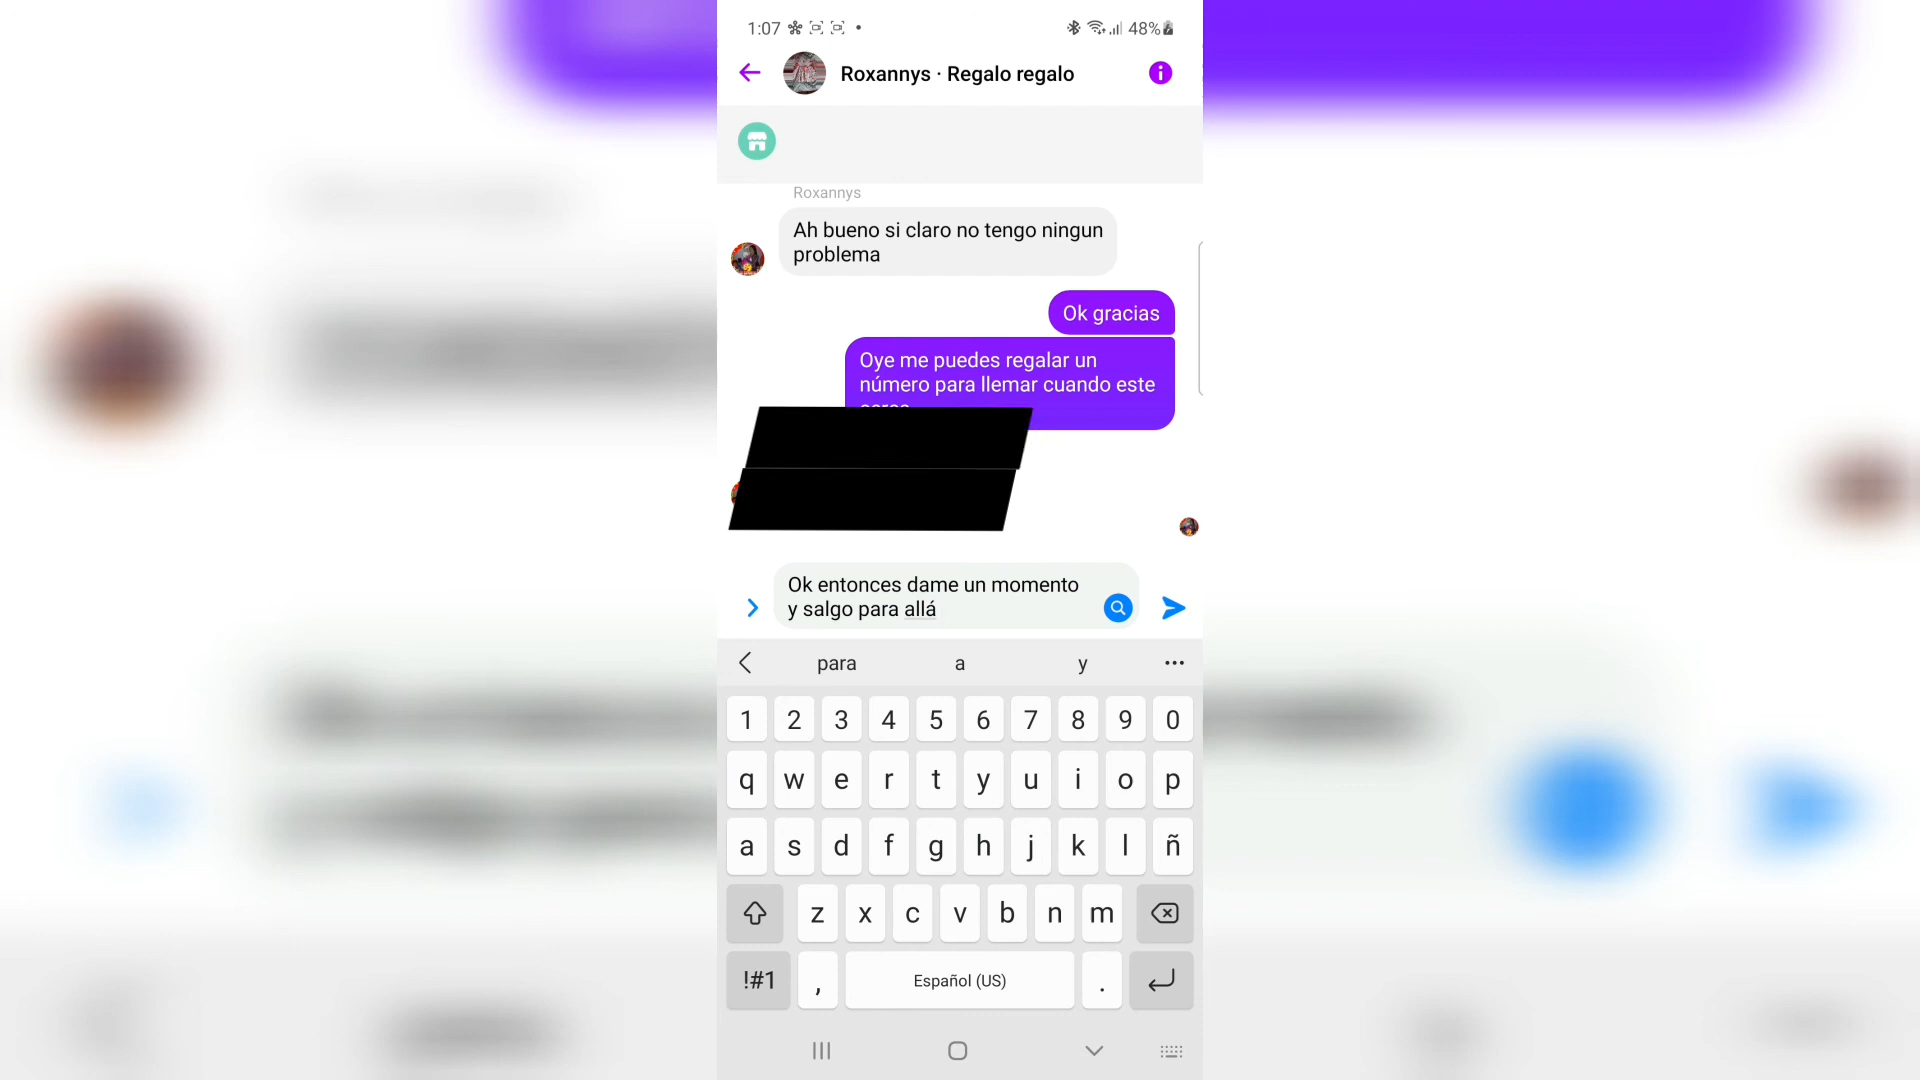 1:07
48%
Roxannys · Regalo regalo
Roxannys
Ah bueno si claro no tengo ningun
problema
Ok gracias
Oye me puedes regalar un
número para llemar cuando este
Ok entonces dame un momento
y salgo para allá
para a y
1 2 3 4 5 6 7 8 9 0
q w e r t y u i o p
a s d f g h j k l ñ
z x c v b n m
!#1 , Español (US) .